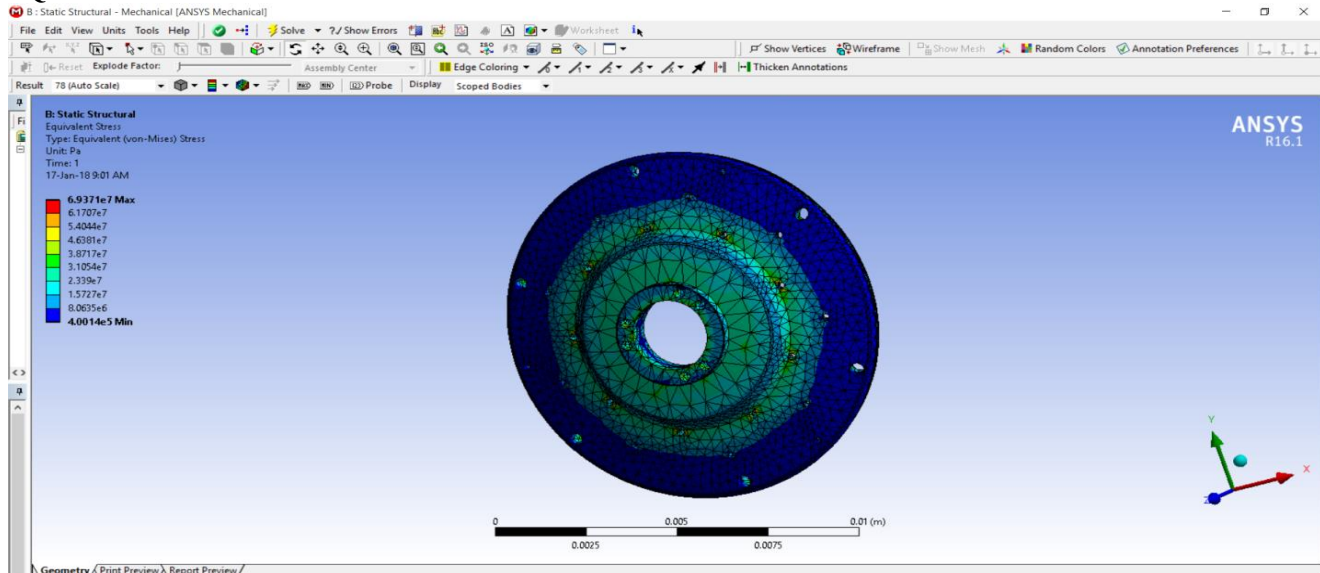 B : Static Structural - Mechanical [ANSYS Mechanical]
File Edit View Units Tools Help Solve ?/ Show Errors Worksheet
Show Vertices Wireframe Show Mesh Random Colors Annotation Preferences
Reset Explode Factor: Assembly Center Edge Coloring Thicken Annotations
Result 78 (Auto Scale) MAX MIN Probe Display Scoped Bodies
Fi
B: Static Structural
Equivalent Stress
Type: Equivalent (von-Mises) Stress
Unit: Pa
Time: 1
17-Jan-18 9:01 AM
6.9371e7 Max
6.1707e7
5.4044e7
4.6381e7
3.8717e7
3.1054e7
2.339e7
1.5727e7
8.0635e6
4.0014e5 Min
ANSYS
R16.1
Y
X
Z
0 0.005 0.01 (m)
0.0025 0.0075
Geometry Print Preview Report Preview